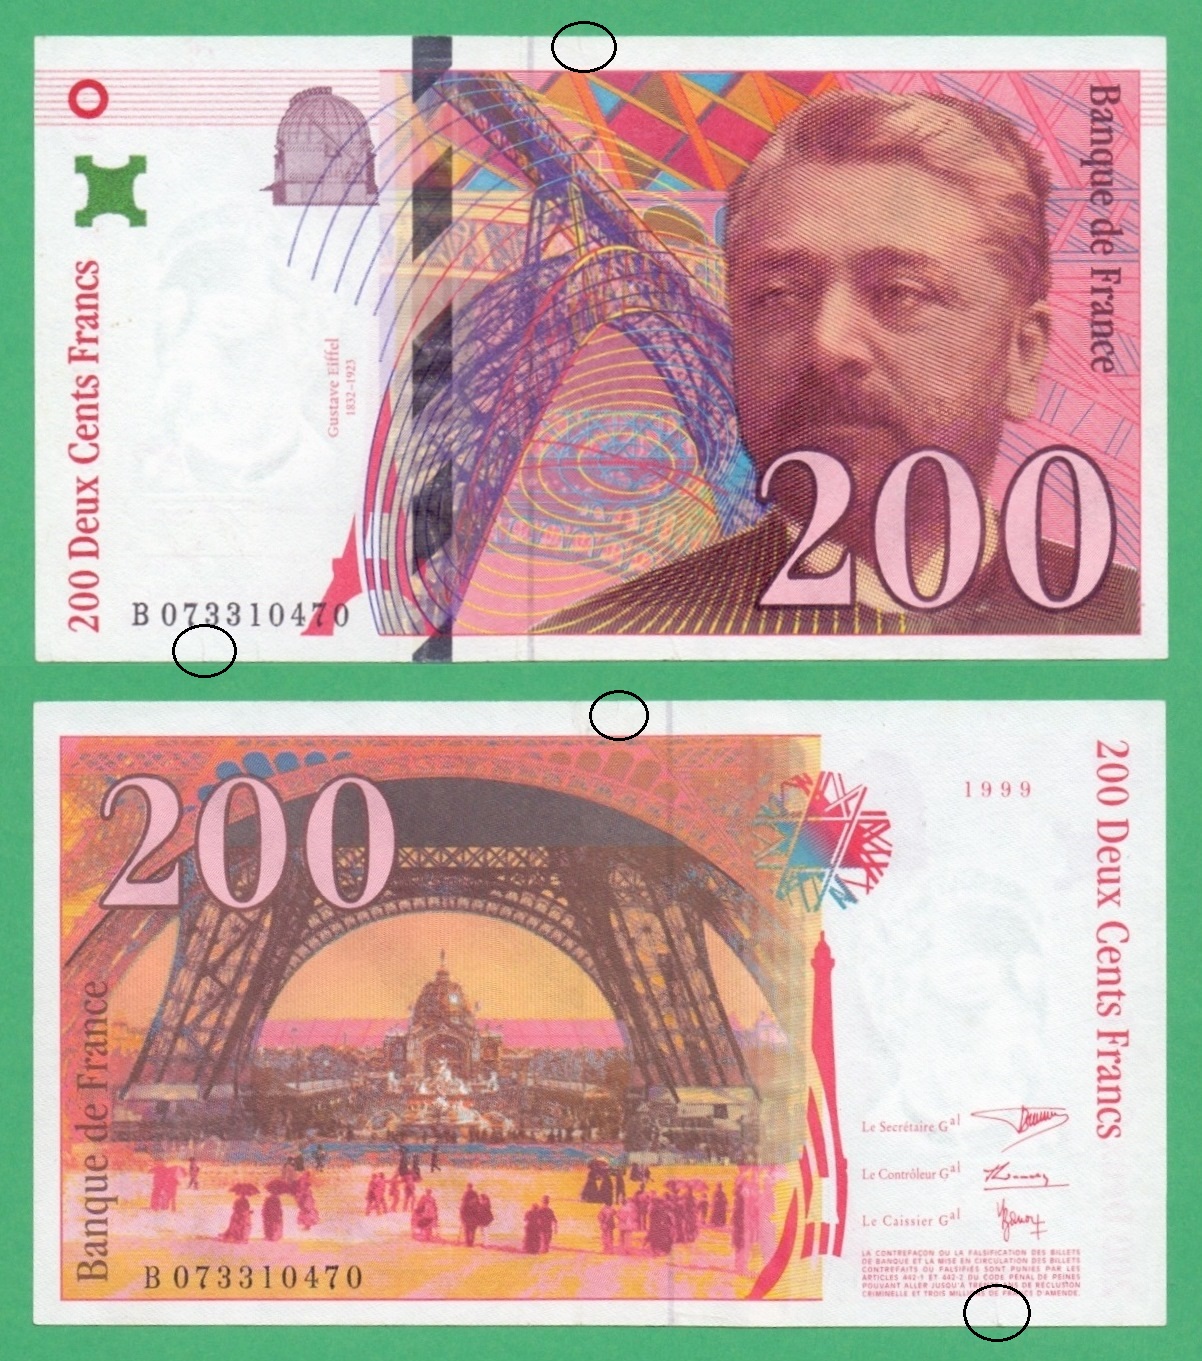 Banque de France
200 Deux Cents Francs
Gustave Eiffel
1832-1923
200
B 073310470
200
1999
200 Deux Cents Francs
Banque de France
Le Secrétaire Gal
Le Contrôleur Gal
Le Caissier Gal
LA CONTREFAÇON OU LA FALSIFICATION DES BILLETS
DE BANQUE ET LA MISE EN CIRCULATION DES BILLETS
CONTREFAITS OU FALSIFIÉS SONT PUNIES PAR LES
ARTICLES 442-1 ET 442-2 DU CODE PÉNAL DE PEINES
POUVANT ALLER JUSQU'À TRENTE ANS DE RÉCLUSION
CRIMINELLE ET TROIS MILLIONS DE FRANCS D'AMENDE.
B 073310470